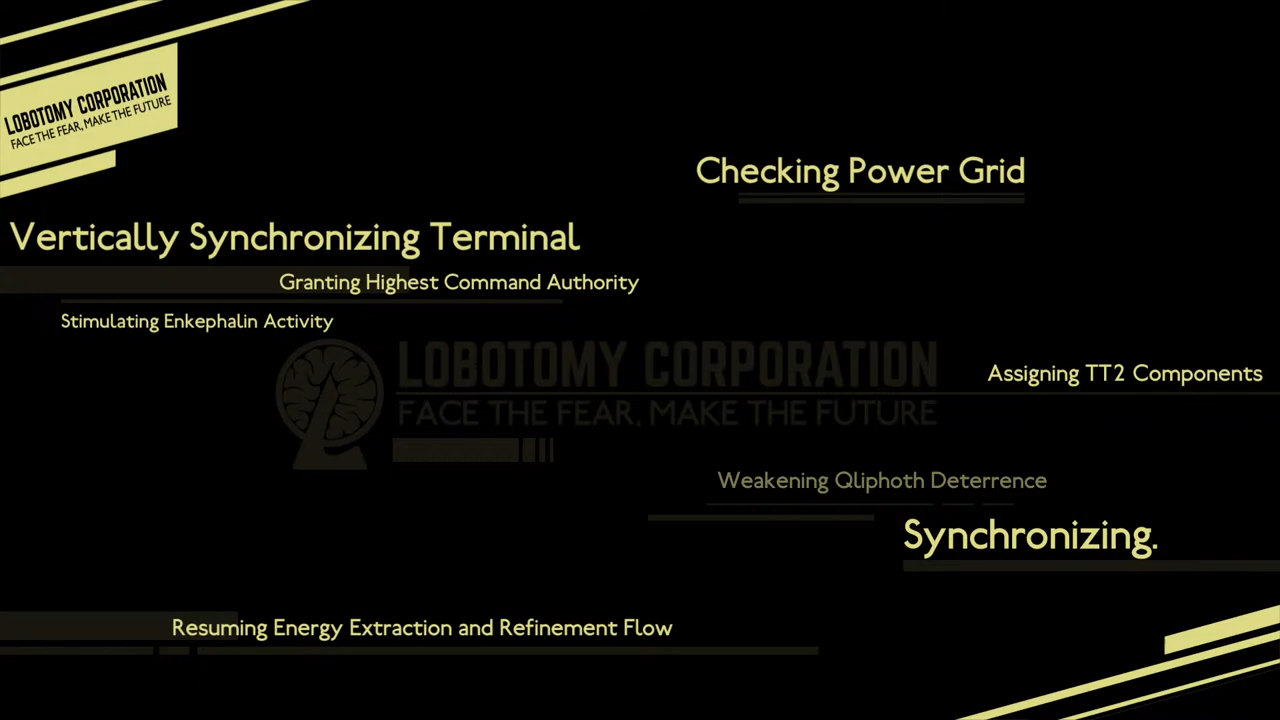 LOBOTOMY CORPORATION
FACE THE FEAR, MAKE THE FUTURE
Checking Power Grid
Vertically Synchronizing Terminal
Granting Highest Command Authority
Stimulating Enkephalin Activity
LOBOTOMY CORPORATION
FACE THE FEAR, MAKE THE FUTURE
Assigning TT2 Components
Weakening Qliphoth Deterrence
Synchronizing.
Resuming Energy Extraction and Refinement Flow